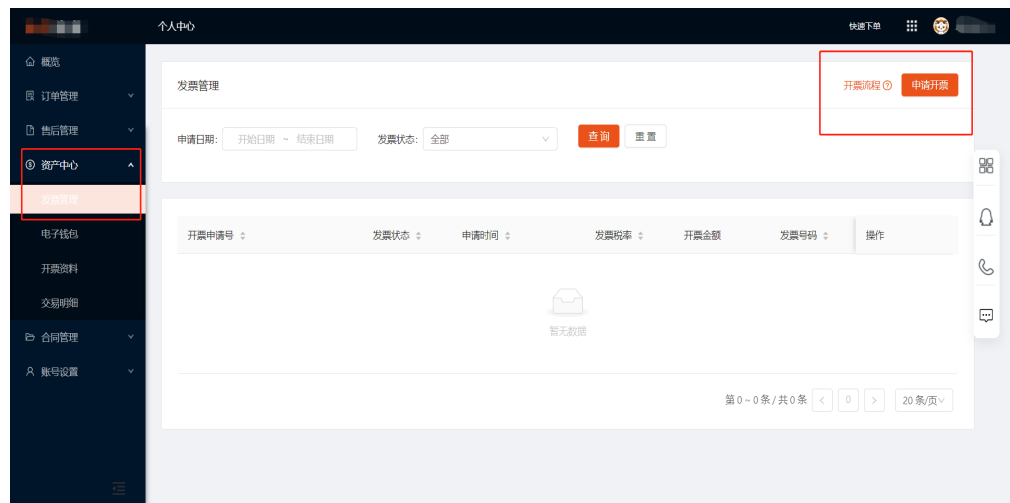 个人中心
快速下单
概览
订单管理
售后管理
资产中心
发票管理
电子钱包
开票资料
交易明细
合同管理
账号设置
发票管理
开票流程 申请开票
申请日期: 开始日期 ~ 结束日期 发票状态: 全部 查询 重置
开票申请号 发票状态 申请时间 发票税率 开票金额 发票号码 操作
暂无数据
第 0 ~ 0 条 / 共 0 条 < 0 > 20 条/页